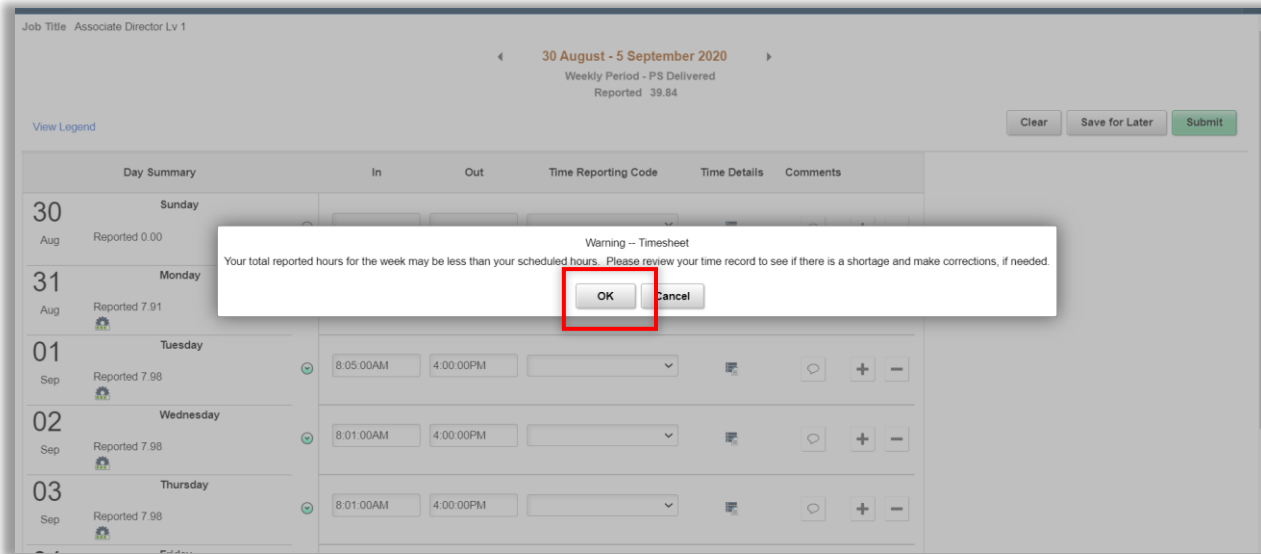 Job Title Associate Director Lv 1
30 August - 5 September 2020
Weekly Period - PS Delivered
Reported 39.84
View Legend
Clear Save for Later Submit
Day Summary In Out Time Reporting Code Time Details Comments
30 Sunday
Aug Reported 0.00
Warning -- Timesheet
Your total reported hours for the week may be less than your scheduled hours. Please review your time record to see if there is a shortage and make corrections, if needed.
OK Cancel
31 Monday
Aug Reported 7.91
01 Tuesday
Sep Reported 7.98
8:05:00AM 4:00:00PM
02 Wednesday
Sep Reported 7.98
8:01:00AM 4:00:00PM
03 Thursday
Sep Reported 7.98
8:01:00AM 4:00:00PM